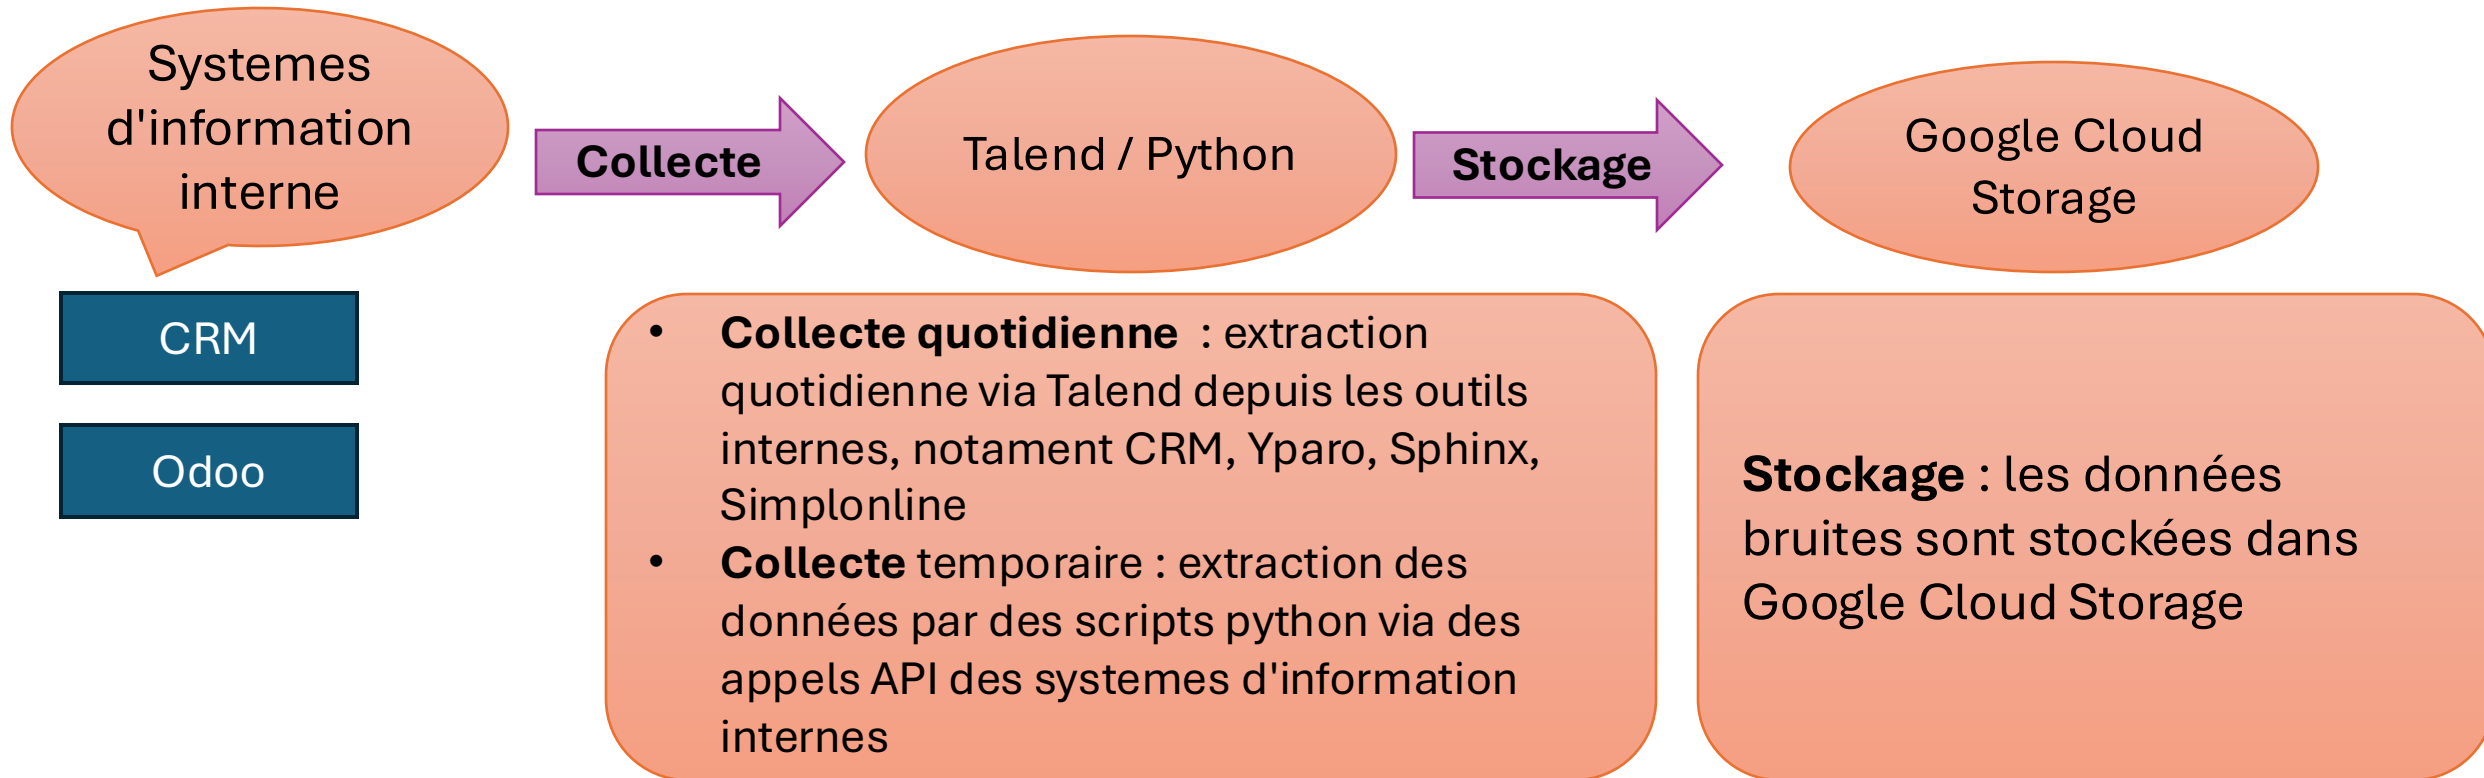 Systemes
d'information
interne
Collecte
Talend / Python
Stockage
Google Cloud
Storage
CRM
Odoo
• Collecte quotidienne : extraction
quotidienne via Talend depuis les outils
internes, notament CRM, Yparo, Sphinx,
Simplonline
• Collecte temporaire : extraction des
données par des scripts python via des
appels API des systemes d'information
internes
Stockage : les données
bruites sont stockées dans
Google Cloud Storage